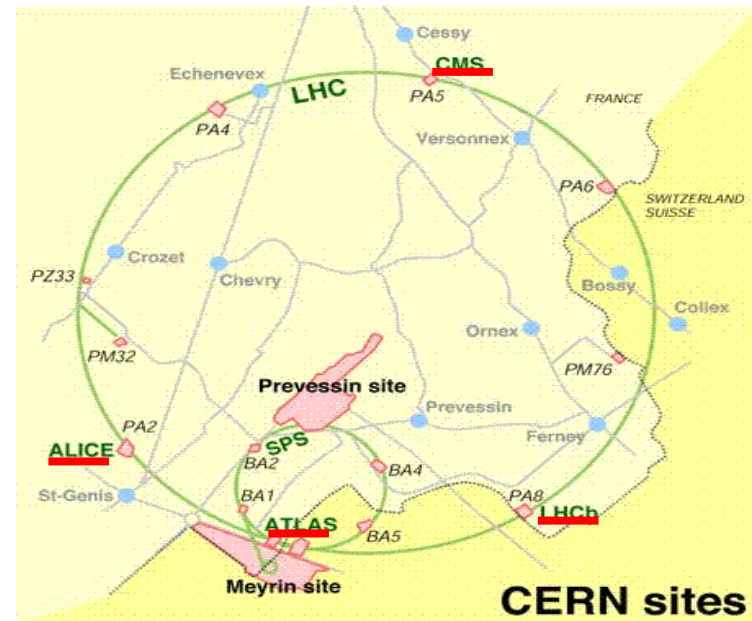 Cessy
CMS
Echenevex
LHC
PA5
FRANCE
PA4
Versonnex
PA6
SWITZERLAND
SUISSE
Crozet
PZ33
Chevry
Bossy
Collex
Ornex
PM32
PM76
Prevessin site
Prevessin
PA2
ALICE
SPS
Ferney
BA2
BA4
St-Genis
BA1
PA8
ATLAS
LHCb
BA5
Meyrin site
CERN sites